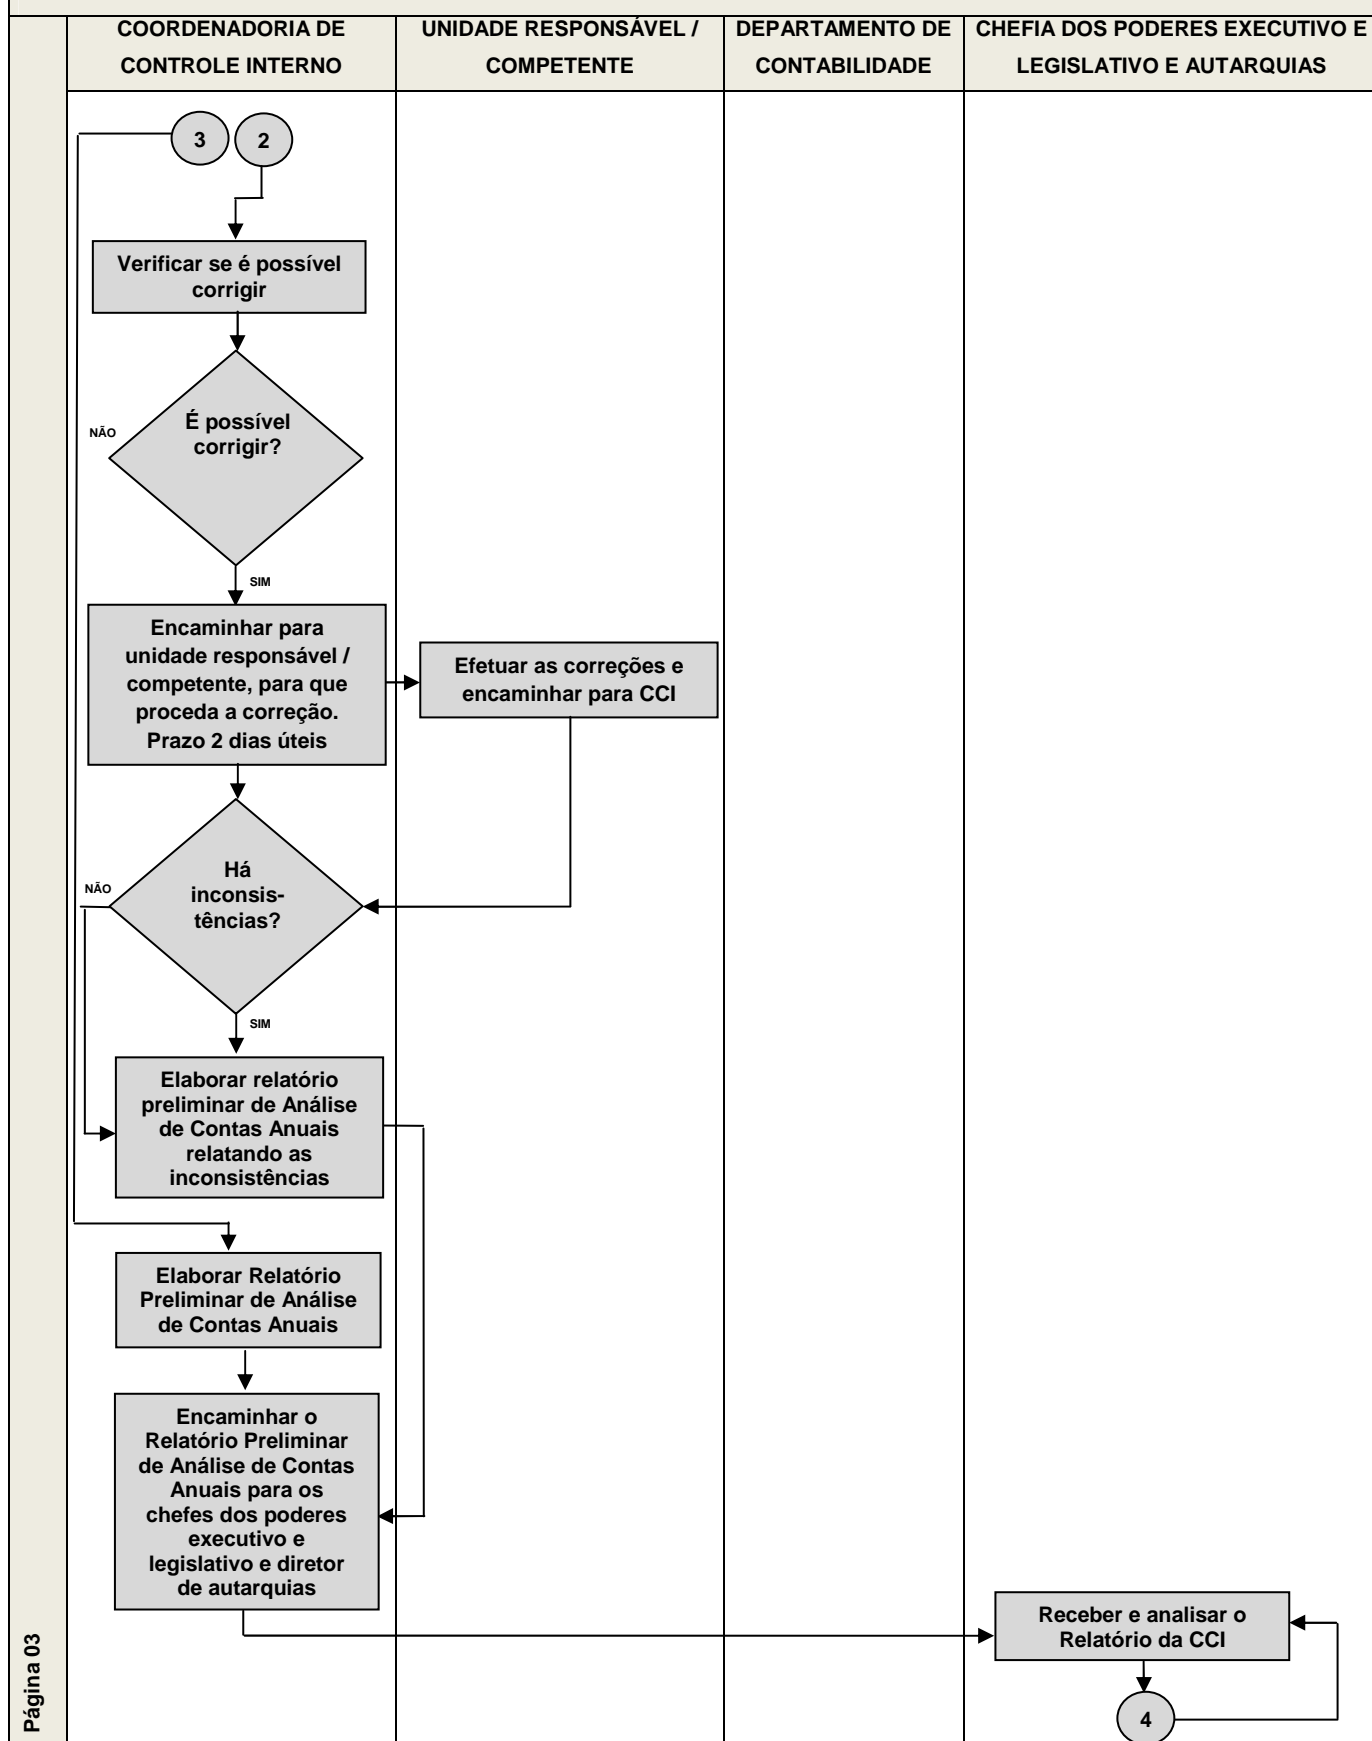 COORDENADORIA DE
CONTROLE INTERNO
UNIDADE RESPONSÁVEL /
COMPETENTE
DEPARTAMENTO DE
CONTABILIDADE
CHEFIA DOS PODERES EXECUTIVO E
LEGISLATIVO E AUTARQUIAS
3
2
Verificar se é possível
corrigir
É possível
corrigir?
NÃO
SIM
Encaminhar para
unidade responsável /
competente, para que
proceda a correção.
Prazo 2 dias úteis
Efetuar as correções e
encaminhar para CCI
Há
inconsis-
tências?
NÃO
SIM
Elaborar relatório
preliminar de Análise
de Contas Anuais
relatando as
inconsistências
Elaborar Relatório
Preliminar de Análise
de Contas Anuais
Encaminhar o
Relatório Preliminar
de Análise de Contas
Anuais para os
chefes dos poderes
executivo e
legislativo e diretor
de autarquias
Receber e analisar o
Relatório da CCI
4
Página 03